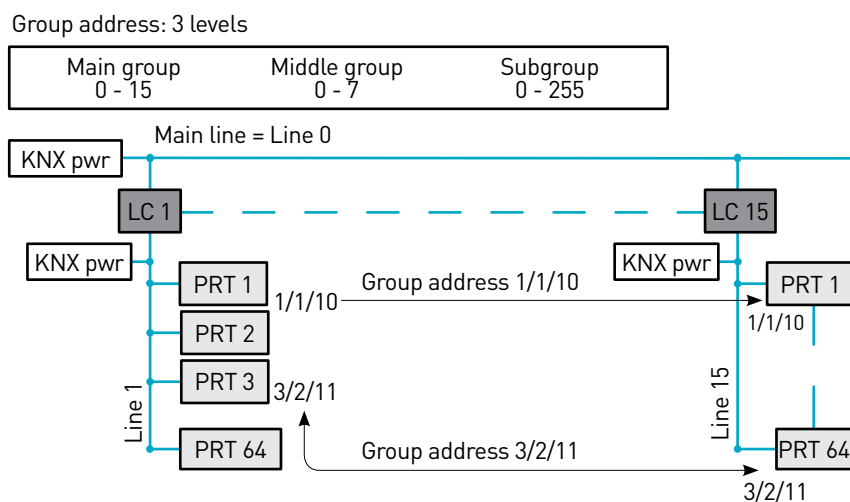 Group address: 3 levels
Main group Middle group Subgroup
0 - 15 0 - 7 0 - 255
Main line = Line 0
KNX pwr
LC 1 LC 15
KNX pwr KNX pwr
PRT 1 Group address 1/1/10 PRT 1
1/1/10 1/1/10
PRT 2
PRT 3
3/2/11
Line 1 Line 15
PRT 64 Group address 3/2/11 PRT 64
3/2/11